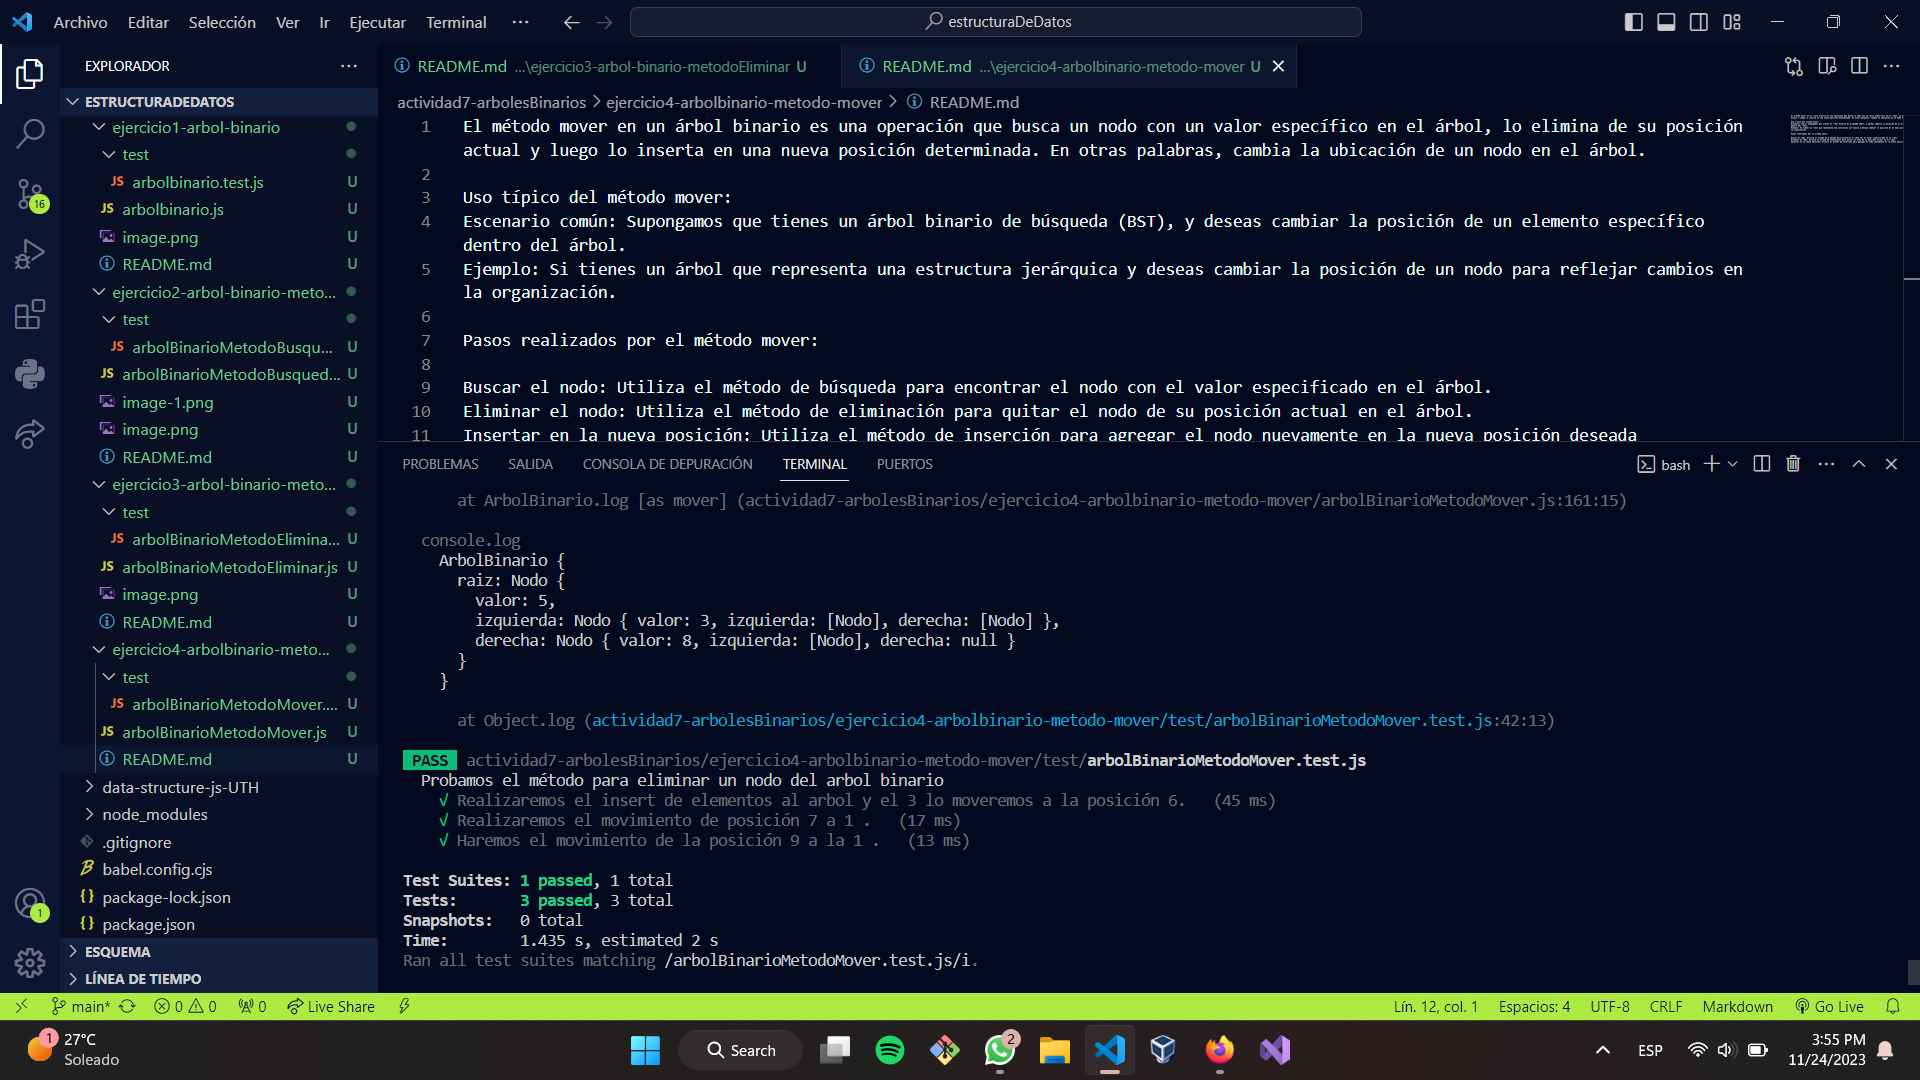 Archivo Editar Selección Ver Ir Ejecutar Terminal ··· estructuraDeDatos
EXPLORADOR ···
ESTRUCTURADEDATOS
ejercicio1-arbol-binario
test
JS arbolbinario.test.js U
JS arbolbinario.js U
image.png U
README.md U
ejercicio2-arbol-binario-meto...
test
JS arbolBinarioMetodoBusqu... U
JS arbolBinarioMetodoBusqued... U
image-1.png U
image.png U
README.md U
ejercicio3-arbol-binario-meto...
test
JS arbolBinarioMetodoElimina... U
JS arbolBinarioMetodoEliminar.js U
image.png U
README.md U
ejercicio4-arbolbinario-meto...
test
JS arbolBinarioMetodoMover.... U
JS arbolBinarioMetodoMover.js U
README.md U
data-structure-js-UTH
node_modules
.gitignore
babel.config.cjs
{} package-lock.json
{} package.json
ESQUEMA
LÍNEA DE TIEMPO
16
1
README.md ...\ejercicio3-arbol-binario-metodoEliminar U
README.md ...\ejercicio4-arbolbinario-metodo-mover U
actividad7-arbolesBinarios > ejercicio4-arbolbinario-metodo-mover > README.md
1 El método mover en un árbol binario es una operación que busca un nodo con un valor específico en el árbol, lo elimina de su posición
actual y luego lo inserta en una nueva posición determinada. En otras palabras, cambia la ubicación de un nodo en el árbol.
2
3 Uso típico del método mover:
4 Escenario común: Supongamos que tienes un árbol binario de búsqueda (BST), y deseas cambiar la posición de un elemento específico
dentro del árbol.
5 Ejemplo: Si tienes un árbol que representa una estructura jerárquica y deseas cambiar la posición de un nodo para reflejar cambios en
la organización.
6
7 Pasos realizados por el método mover:
8
9 Buscar el nodo: Utiliza el método de búsqueda para encontrar el nodo con el valor especificado en el árbol.
10 Eliminar el nodo: Utiliza el método de eliminación para quitar el nodo de su posición actual en el árbol.
11 Insertar en la nueva posición: Utiliza el método de inserción para agregar el nodo nuevamente en la nueva posición deseada
PROBLEMAS SALIDA CONSOLA DE DEPURACIÓN TERMINAL PUERTOS bash
at ArbolBinario.log [as mover] (actividad7-arbolesBinarios/ejercicio4-arbolbinario-metodo-mover/arbolBinarioMetodoMover.js:161:15)
console.log
ArbolBinario {
raiz: Nodo {
valor: 5,
izquierda: Nodo { valor: 3, izquierda: [Nodo], derecha: [Nodo] },
derecha: Nodo { valor: 8, izquierda: [Nodo], derecha: null }
}
}
at Object.log (actividad7-arbolesBinarios/ejercicio4-arbolbinario-metodo-mover/test/arbolBinarioMetodoMover.test.js:42:13)
PASS actividad7-arbolesBinarios/ejercicio4-arbolbinario-metodo-mover/test/arbolBinarioMetodoMover.test.js
Probamos el método para eliminar un nodo del arbol binario
√ Realizaremos el insert de elementos al arbol y el 3 lo moveremos a la posición 6. (45 ms)
√ Realizaremos el movimiento de posición 7 a 1 . (17 ms)
√ Haremos el movimiento de la posición 9 a la 1 . (13 ms)
Test Suites: 1 passed, 1 total
Tests: 3 passed, 3 total
Snapshots: 0 total
Time: 1.435 s, estimated 2 s
Ran all test suites matching /arbolBinarioMetodoMover.test.js/i.
main* 0 0 0 Live Share Lín. 12, col. 1 Espacios: 4 UTF-8 CRLF Markdown Go Live
1 27°C
Soleado
Search
2
ESP
3:55 PM
11/24/2023